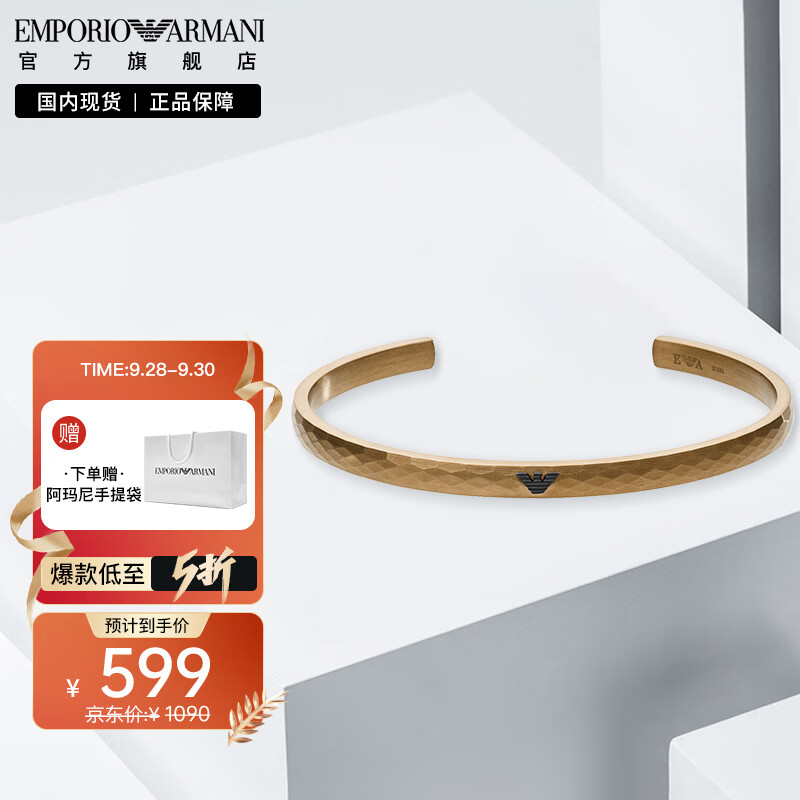 EMPORIO ARMANI
官方旗舰店
国内现货 | 正品保障
TIME:9.28-9.30
赠
·下单赠·
阿玛尼手提袋
EMPORIO ARMANI
爆款低至 5折
预计到手价
¥ 599
京东价:¥ 1090
E A